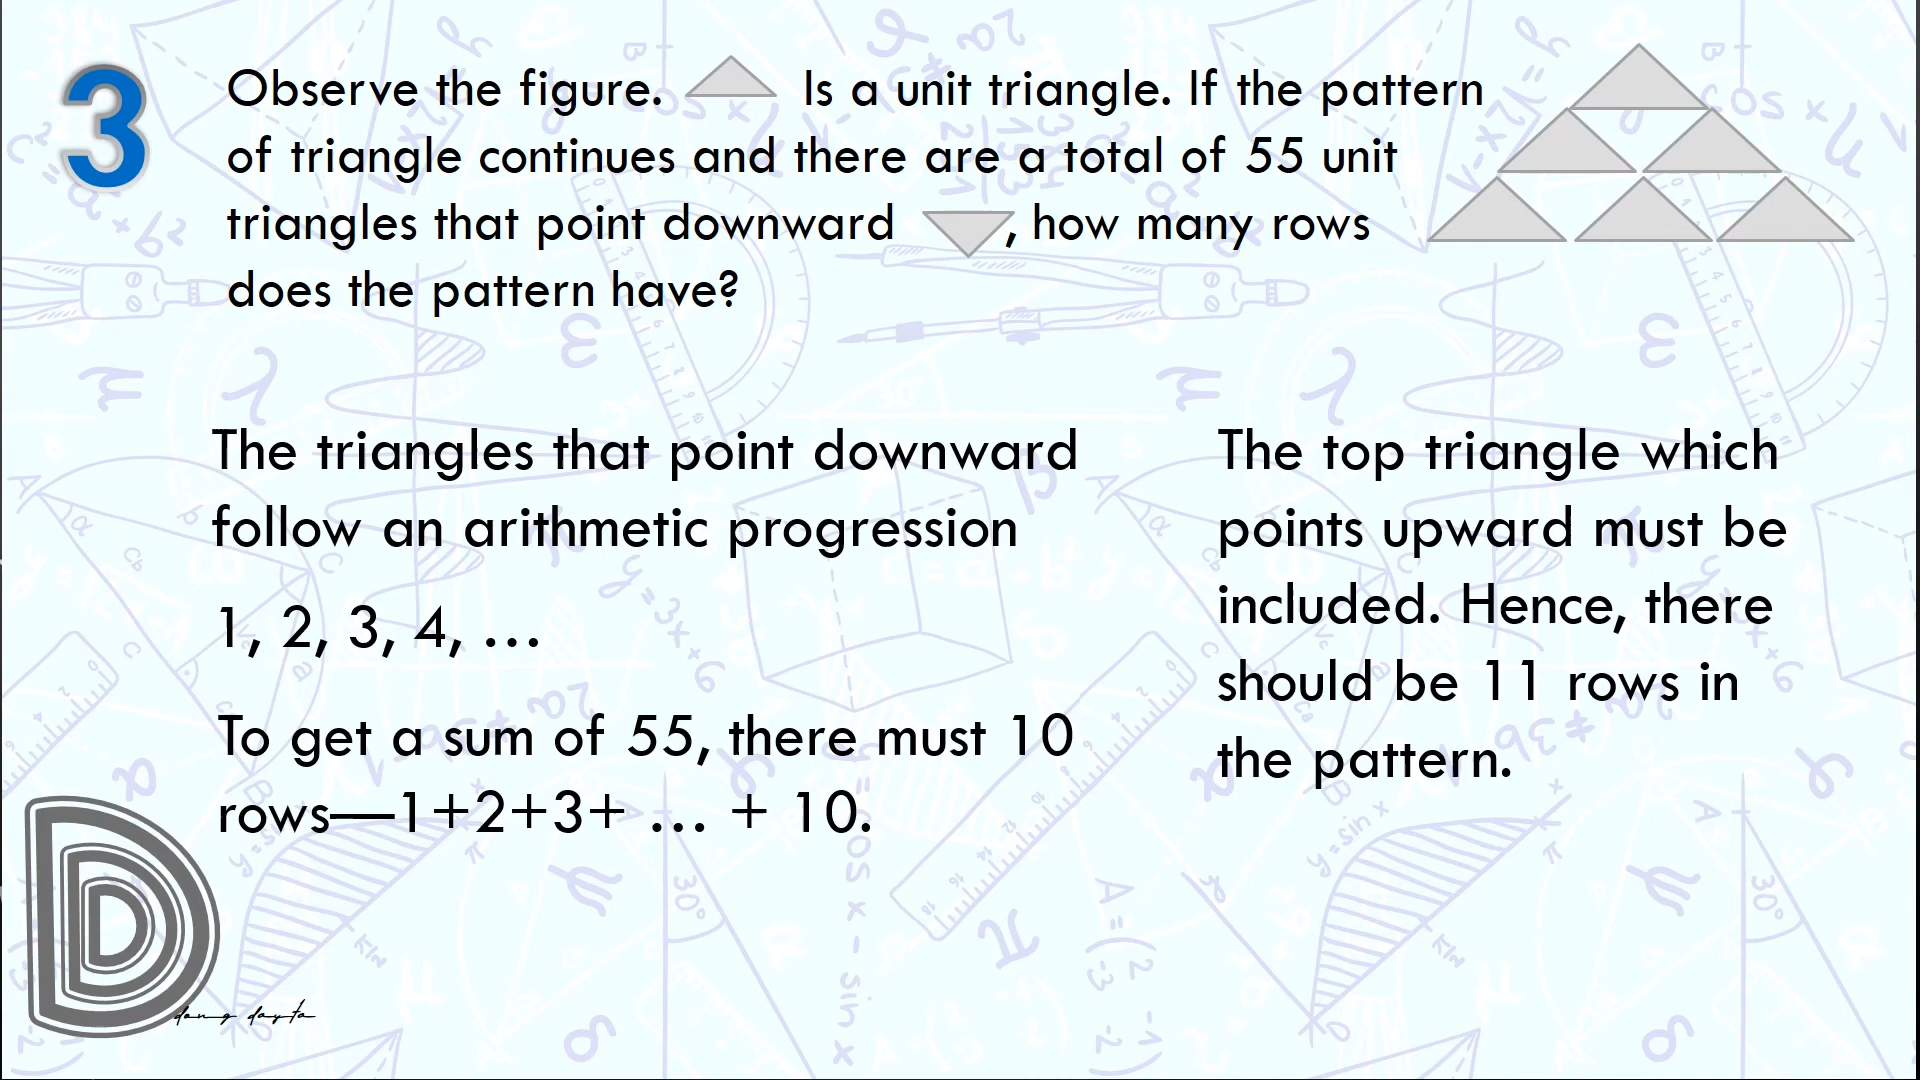 3
Observe the figure. Is a unit triangle. If the pattern
of triangle continues and there are a total of 55 unit
triangles that point downward , how many rows
does the pattern have?
The triangles that point downward
follow an arithmetic progression
1, 2, 3, 4, …
To get a sum of 55, there must 10
rows—1+2+3+ … + 10.
The top triangle which
points upward must be
included. Hence, there
should be 11 rows in
the pattern.
D
dang dayta